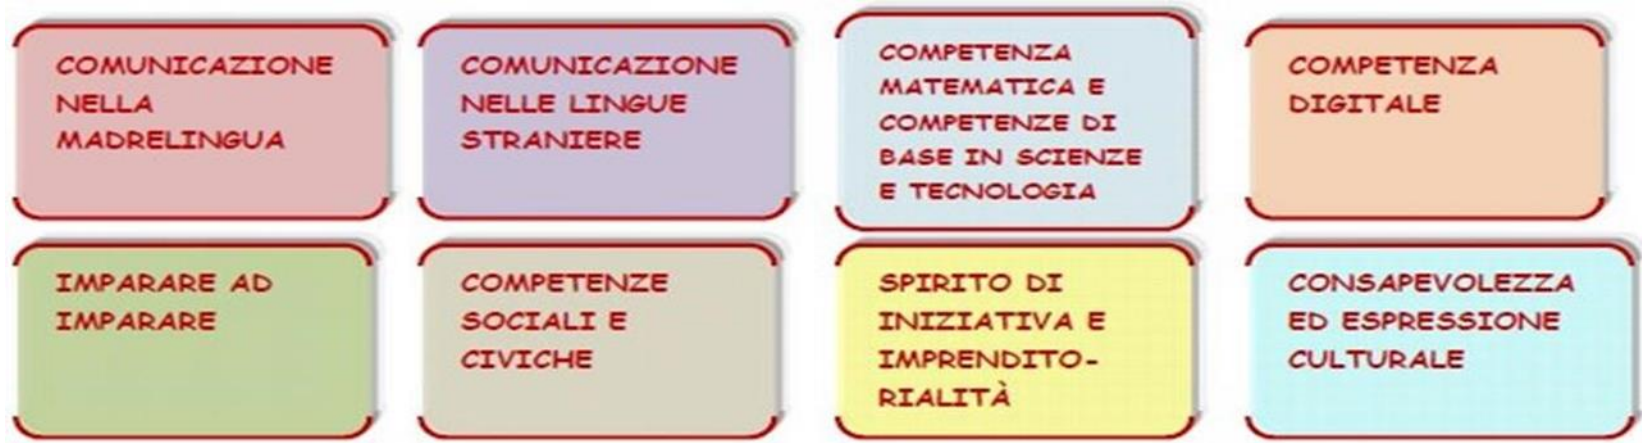 COMUNICAZIONE
NELLA
MADRELINGUA
COMUNICAZIONE
NELLE LINGUE
STRANIERE
COMPETENZA
MATEMATICA E
COMPETENZE DI
BASE IN SCIENZE
E TECNOLOGIA
COMPETENZA
DIGITALE
IMPARARE AD
IMPARARE
COMPETENZE
SOCIALI E
CIVICHE
SPIRITO DI
INIZIATIVA E
IMPRENDITO-
RIALITÀ
CONSAPEVOLEZZA
ED ESPRESSIONE
CULTURALE